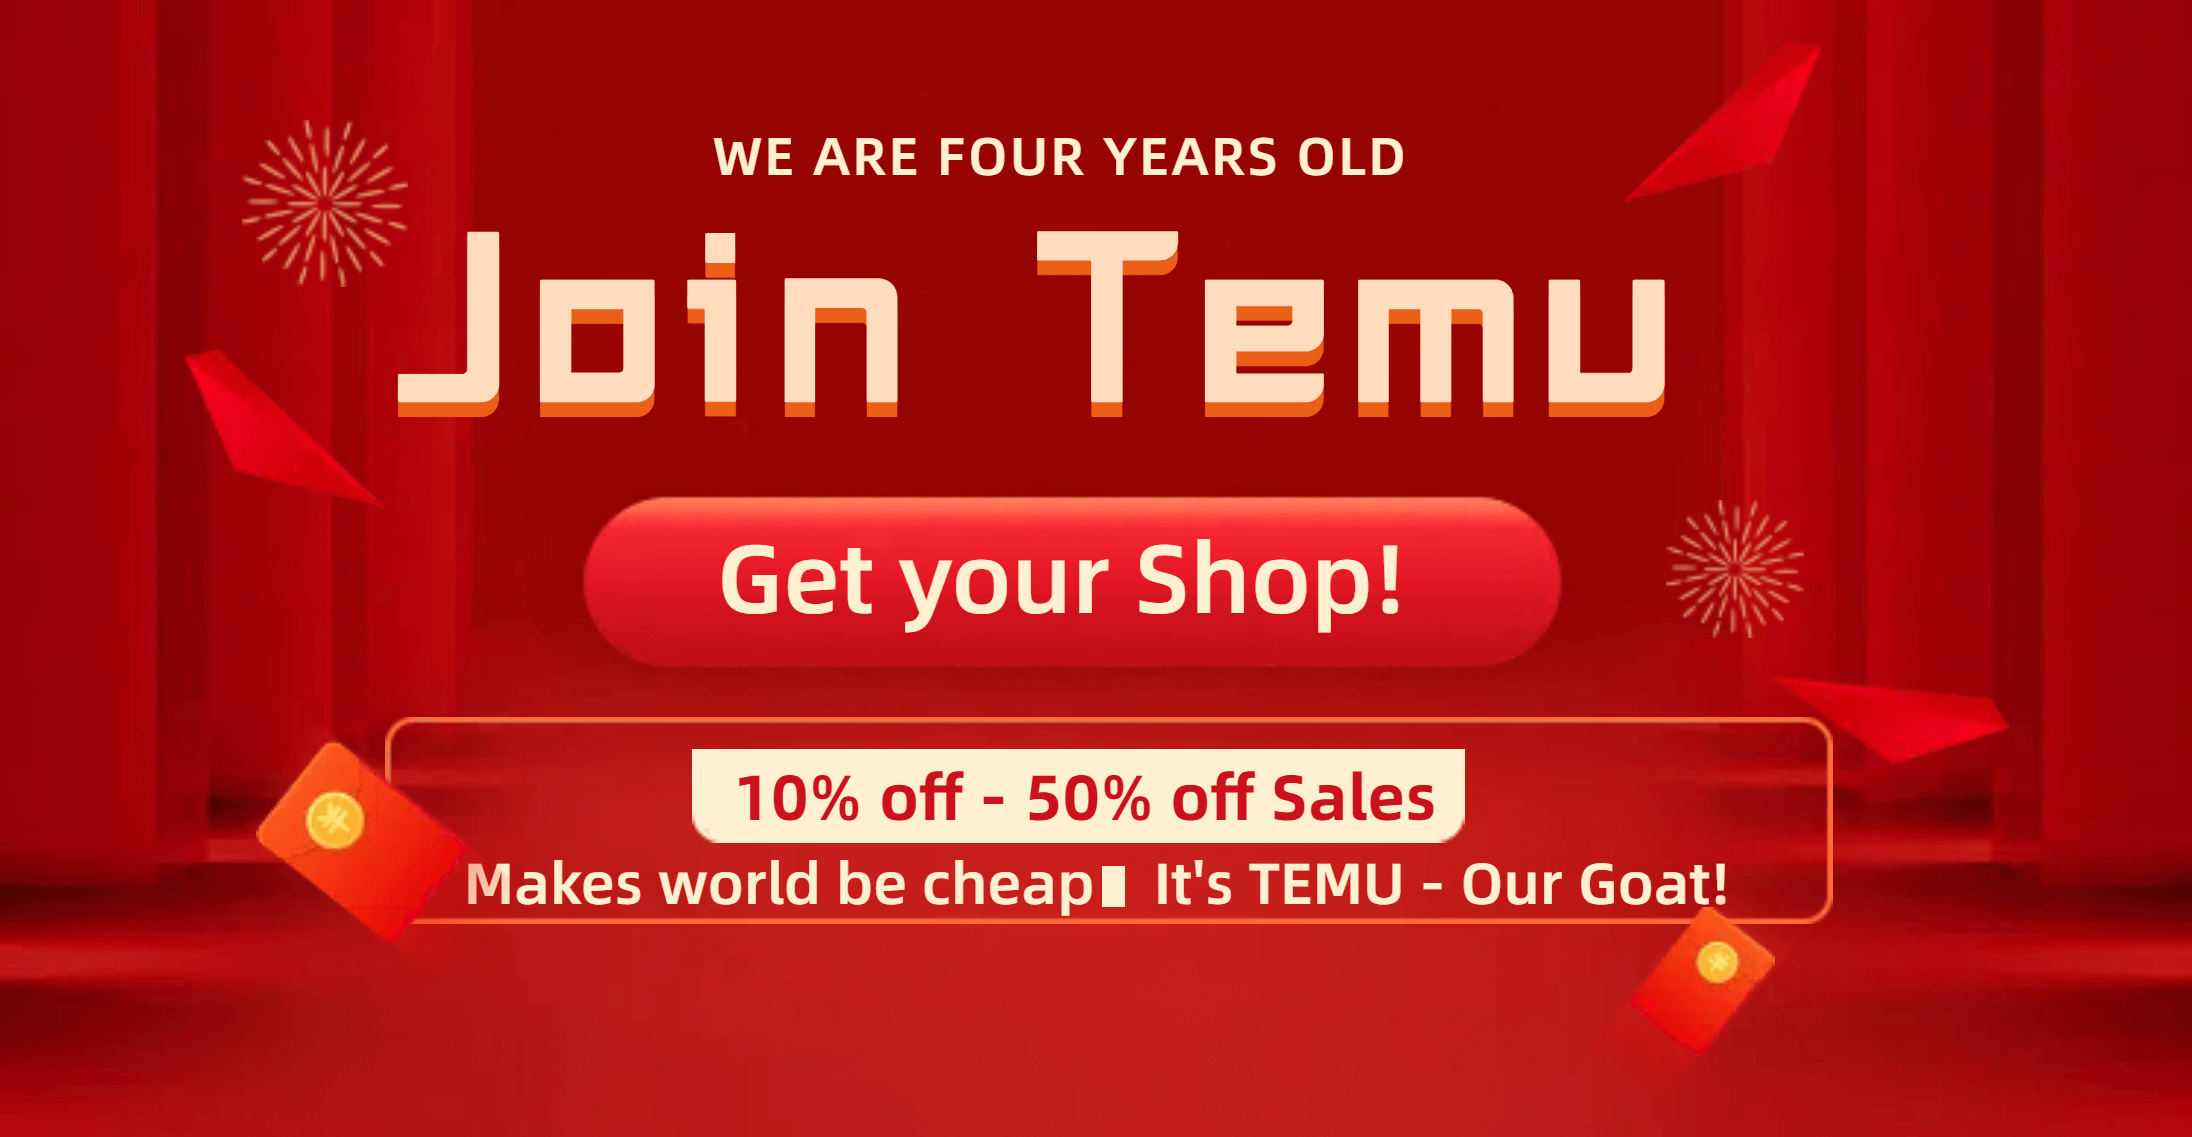 WE ARE FOUR YEARS OLD
Join Temu
Get your Shop!
10% off - 50% off Sales
Makes world be cheap▮ It's TEMU - Our Goat!